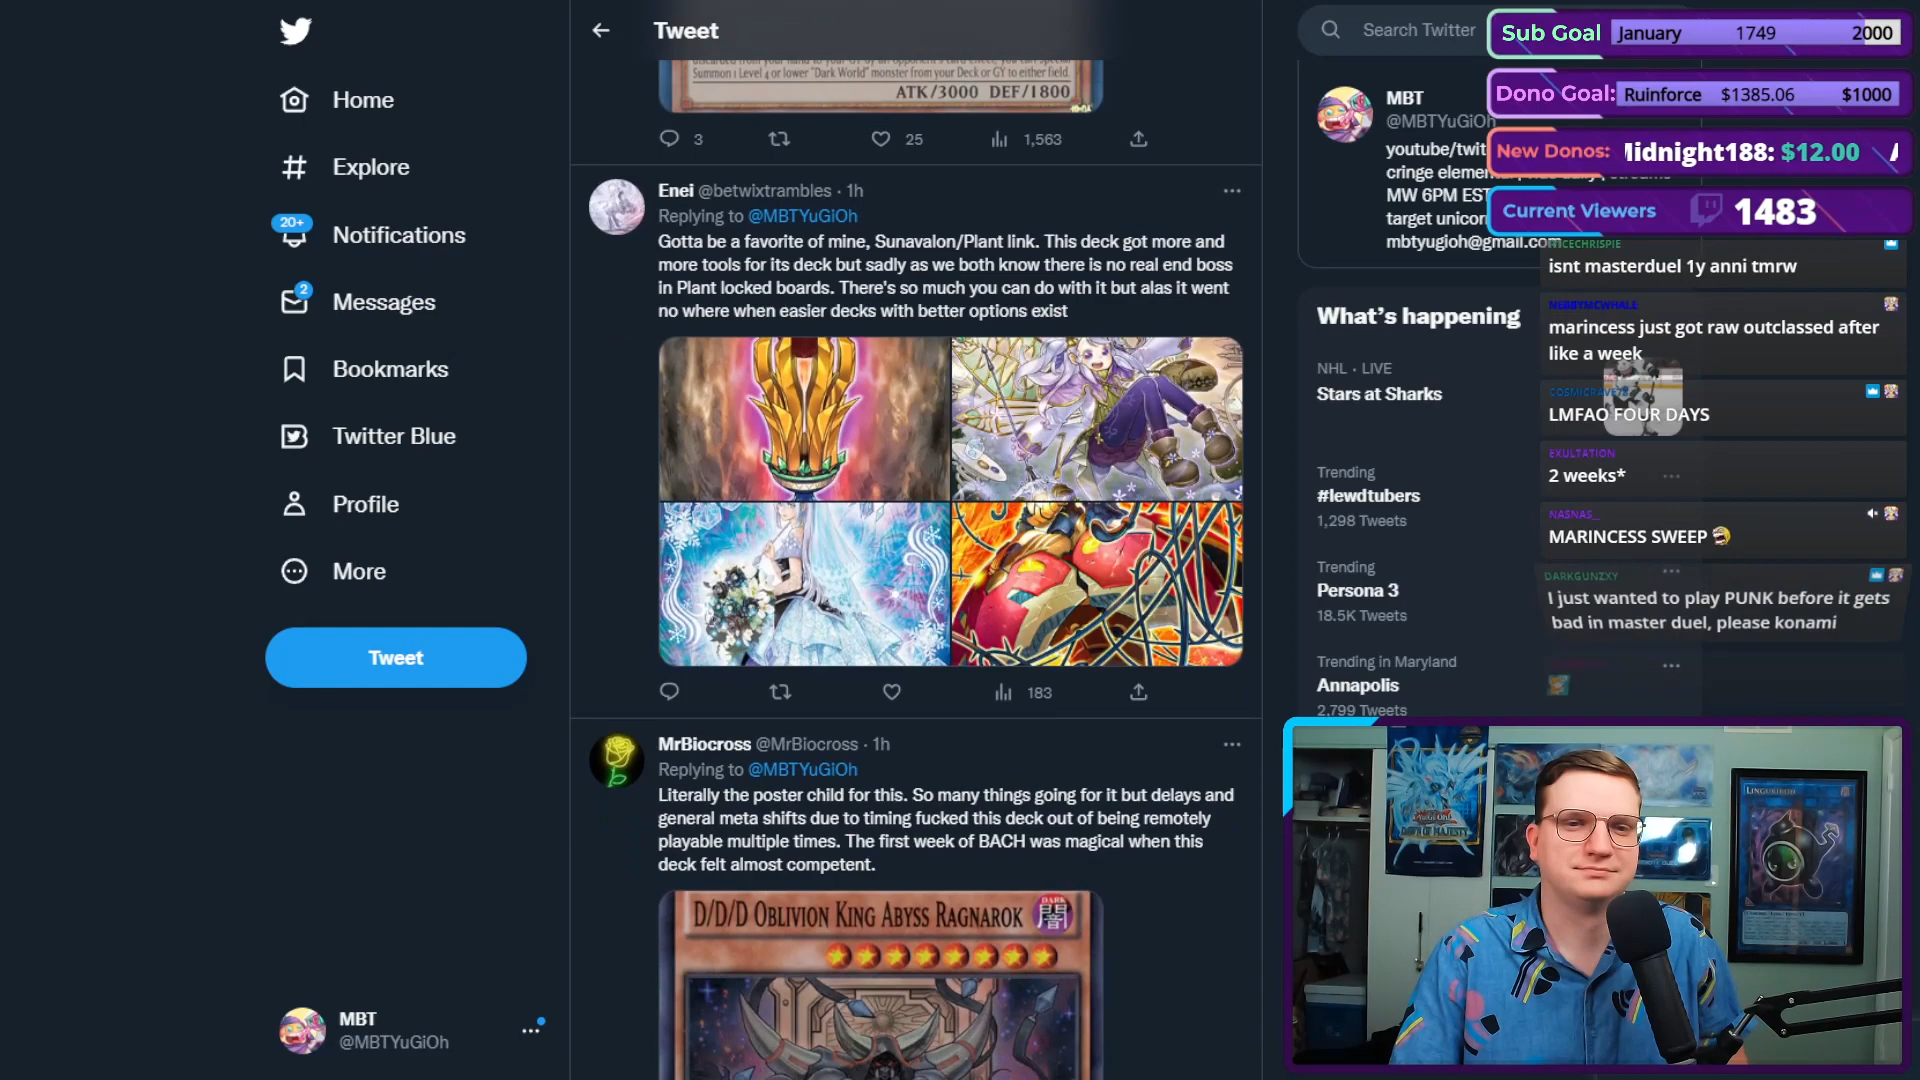 Home
Explore
20+
Notifications
2
Messages
Bookmarks
Twitter Blue
Profile
More
Tweet
MBT
@MBTYuGiOh
Tweet
Summon 1 Level 4 or lower "Dark World" monster from your Deck or GY to either field.
ATK/3000 DEF/1800
3
25
1,563
Enei @betwixtrambles · 1h
Replying to @MBTYuGiOh
Gotta be a favorite of mine, Sunavalon/Plant link. This deck got more and
more tools for its deck but sadly as we both know there is no real end boss
in Plant locked boards. There's so much you can do with it but alas it went
no where when easier decks with better options exist
183
MrBiocross @MrBiocross · 1h
Replying to @MBTYuGiOh
Literally the poster child for this. So many things going for it but delays and
general meta shifts due to timing fucked this deck out of being remotely
playable multiple times. The first week of BACH was magical when this
deck felt almost competent.
D/D/D OBLIVION KING ABYSS RAGNAROK
DARK
闇
Search Twitter
MBT
@MBTYuGiOh
youtube/twit
cringe elemen
MW 6PM EST
target unicor
mbtyugioh@gmail.com
What's happening
NHL · LIVE
Stars at Sharks
Trending
#lewdtubers
1,298 Tweets
Trending
Persona 3
18.5K Tweets
Trending in Maryland
Annapolis
2,799 Tweets
Sub Goal January 1749 2000
Dono Goal: Ruinforce $1385.06 $1000
New Donos: Midnight188: $12.00
Current Viewers 1483
isnt masterduel 1y anni tmrw
NEBBYMCWHALE
marincess just got raw outclassed after
like a week
LMFAO FOUR DAYS
EXULTATION
2 weeks*
NASNAS_
MARINCESS SWEEP
DARKGUNZXY
I just wanted to play PUNK before it gets
bad in master duel, please konami
LINGURIBOH
DAWN OF MAJESTY